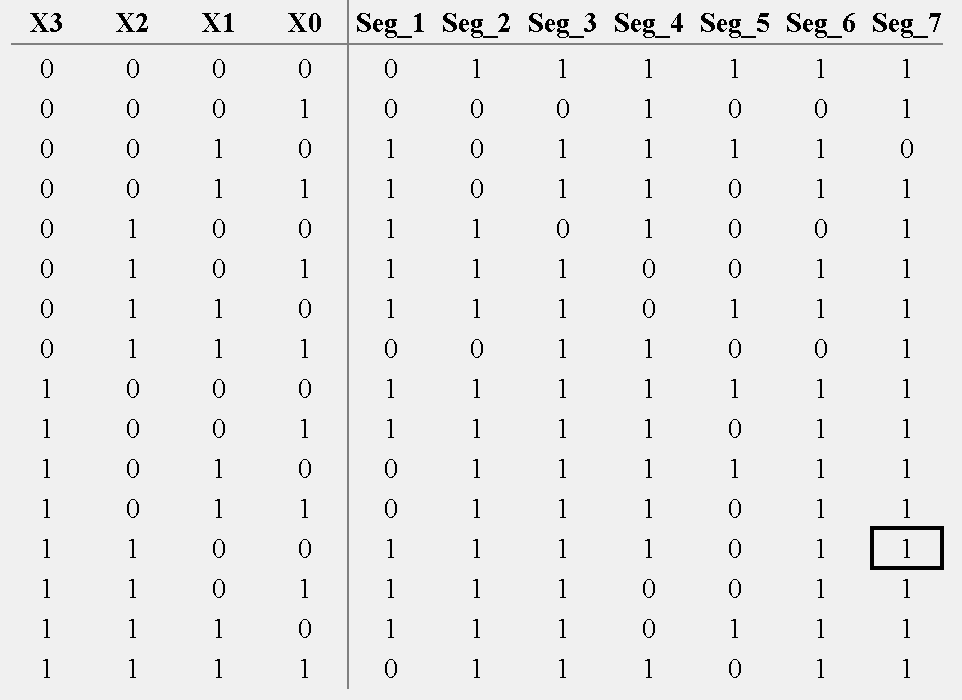 X3 X2 X1 X0 Seg_1 Seg_2 Seg_3 Seg_4 Seg_5 Seg_6 Seg_7
0 0 0 0 0 1 1 1 1 1 1
0 0 0 1 0 0 0 1 0 0 1
0 0 1 0 1 0 1 1 1 1 0
0 0 1 1 1 0 1 1 0 1 1
0 1 0 0 1 1 0 1 0 0 1
0 1 0 1 1 1 1 0 0 1 1
0 1 1 0 1 1 1 0 1 1 1
0 1 1 1 0 0 1 1 0 0 1
1 0 0 0 1 1 1 1 1 1 1
1 0 0 1 1 1 1 1 0 1 1
1 0 1 0 0 1 1 1 1 1 1
1 0 1 1 0 1 1 1 0 1 1
1 1 0 0 1 1 1 1 0 1 1
1 1 0 1 1 1 1 0 0 1 1
1 1 1 0 1 1 1 0 1 1 1
1 1 1 1 0 1 1 1 0 1 1